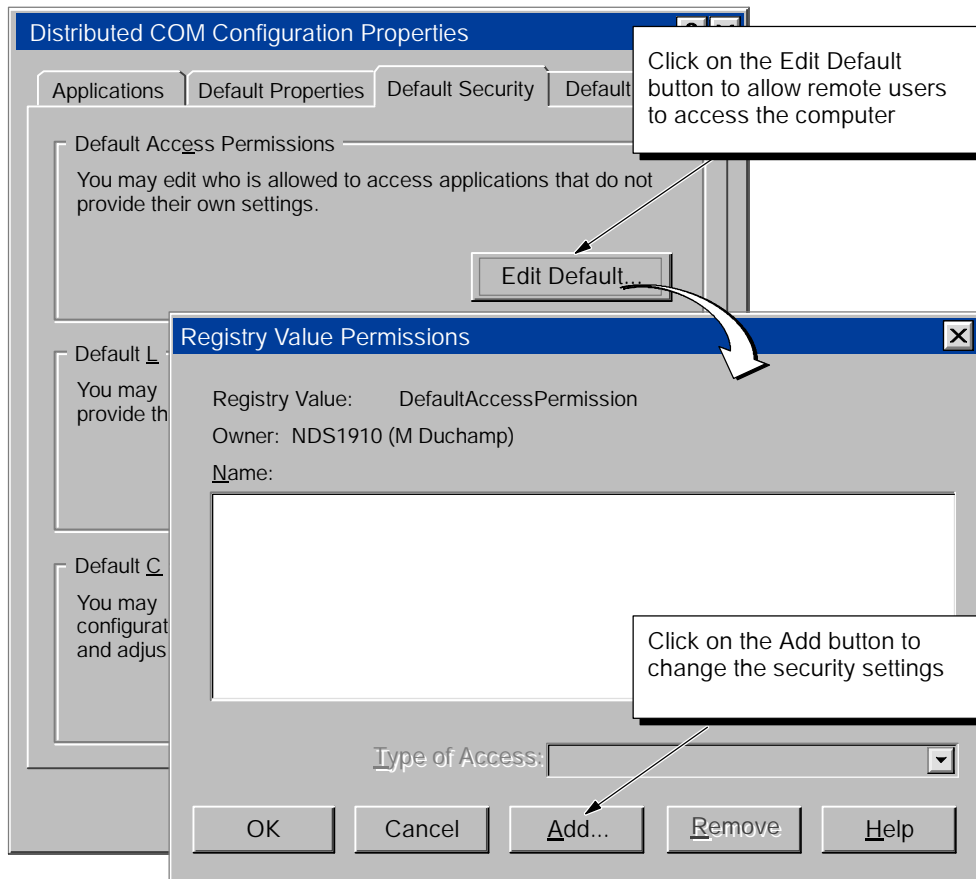 Distributed COM Configuration Properties
Click on the Edit Default
button to allow remote users
to access the computer
Applications
Default Properties
Default Security
Default
Default Access Permissions
You may edit who is allowed to access applications that do not
provide their own settings.
Edit Default...
Registry Value Permissions
Default L
You may
provide th
Registry Value: DefaultAccessPermission
Owner: NDS1910 (M Duchamp)
Name:
Default C
You may
configurat
and adjus
Click on the Add button to
change the security settings
Type of Access:
OK
Cancel
Add...
Remove
Help